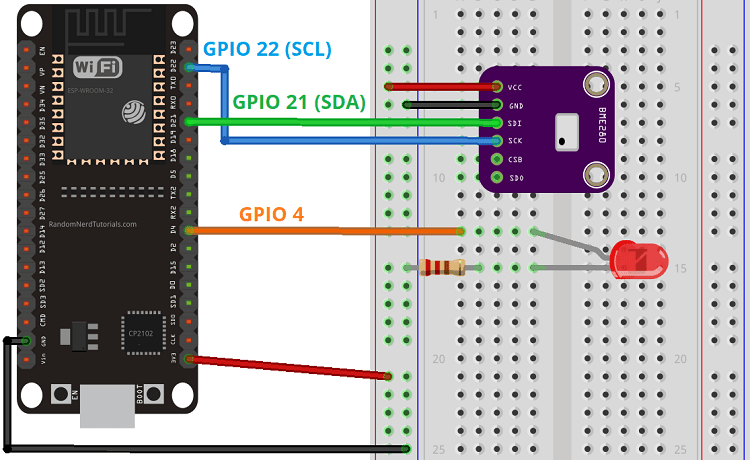 GPIO 22 (SCL)
GPIO 21 (SDA)
GPIO 4
WiFi
ESP-WROOM-32
RandomNerdTutorials.com
CP2102
EN
BOOT
EN
VP
VN
D34
D35
D32
D33
D25
D26
D27
D14
D12
D13
SD2
SD3
CMD
GND
Vin
D23
D22
TX0
RX0
D21
D19
D18
D5
TX2
RX2
D4
D2
D15
D0
SD1
SD0
CLK
3V3
VCC
GND
SDI
SCK
CSB
SDO
BME280
1
5
10
15
20
25
1
5
10
15
20
25